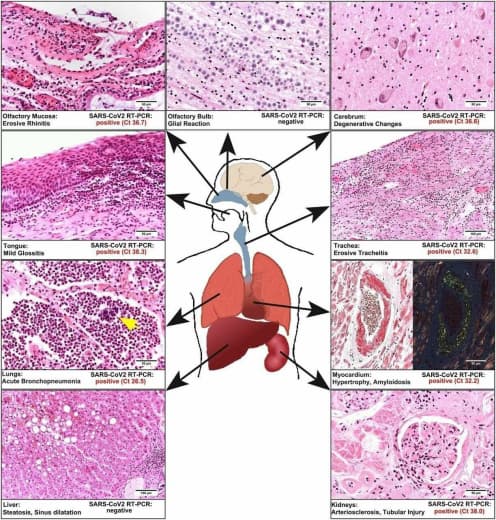 Olfactory Mucosa: SARS-CoV2 RT-PCR:
Erosive Rhinitis positive (Ct 36.7)
Olfactory Bulb: SARS-CoV2 RT-PCR:
Glial Reaction negative
Cerebrum: SARS-CoV2 RT-PCR:
Degenerative Changes positive (Ct 36.6)
Tongue: SARS-CoV2 RT-PCR:
Mild Glossitis positive (Ct 38.3)
Trachea: SARS-CoV2 RT-PCR:
Erosive Tracheitis positive (Ct 32.6)
Lungs: SARS-CoV2 RT-PCR:
Acute Bronchopneumonia positive (Ct 26.5)
Myocardium: SARS-CoV2 RT-PCR:
Hypertrophy, Amyloidosis positive (Ct 32.2)
Liver: SARS-CoV2 RT-PCR:
Steatosis, Sinus dilatation negative
Kidneys: SARS-CoV2 RT-PCR:
Arteriosclerosis, Tubular Injury positive (Ct 38.0)